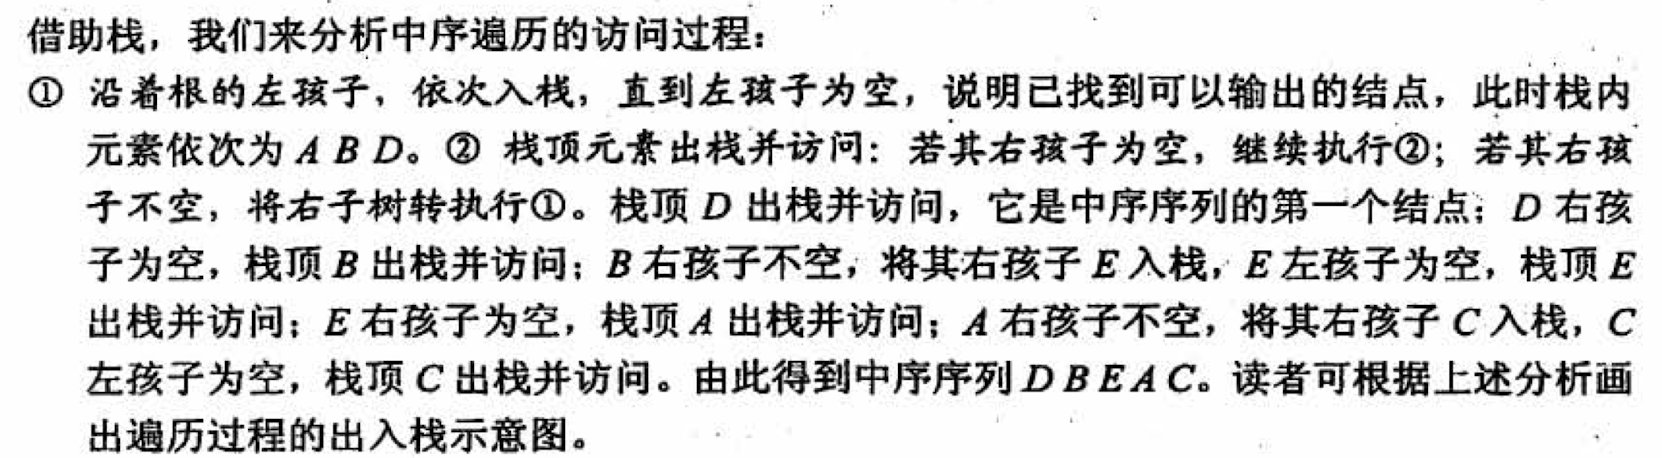 借助栈，我们来分析中序遍历的访问过程：
① 沿着根的左孩子，依次入栈，直到左孩子为空，说明已找到可以输出的结点，此时栈内
元素依次为 A B D。② 栈顶元素出栈并访问：若其右孩子为空，继续执行②；若其右孩
子不空，将右子树转执行①。栈顶 D 出栈并访问，它是中序序列的第一个结点；D 右孩
子为空，栈顶 B 出栈并访问；B 右孩子不空，将其右孩子 E 入栈，E 左孩子为空，栈顶 E
出栈并访问；E 右孩子为空，栈顶 A 出栈并访问；A 右孩子不空，将其右孩子 C 入栈，C
左孩子为空，栈顶 C 出栈并访问。由此得到中序序列 D B E A C。读者可根据上述分析画
出遍历过程的出入栈示意图。